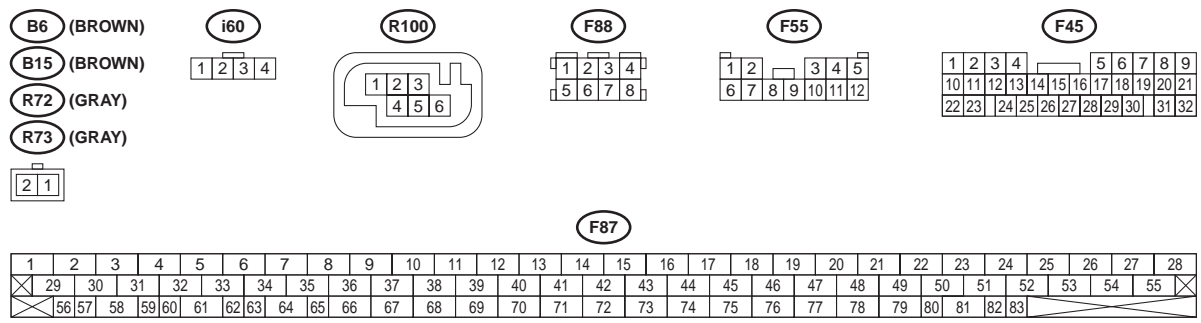 B6 (BROWN)
B15 (BROWN)
R72 (GRAY)
R73 (GRAY)
2 1
i60
1 2 3 4
R100
1 2 3
4 5 6
F88
1 2 3 4
5 6 7 8
F55
1 2 3 4 5
6 7 8 9 10 11 12
F45
1 2 3 4 5 6 7 8 9
10 11 12 13 14 15 16 17 18 19 20 21
22 23 24 25 26 27 28 29 30 31 32
F87
1 2 3 4 5 6 7 8 9 10 11 12 13 14 15 16 17 18 19 20 21 22 23 24 25 26 27 28
29 30 31 32 33 34 35 36 37 38 39 40 41 42 43 44 45 46 47 48 49 50 51 52 53 54 55
56 57 58 59 60 61 62 63 64 65 66 67 68 69 70 71 72 73 74 75 76 77 78 79 80 81 82 83